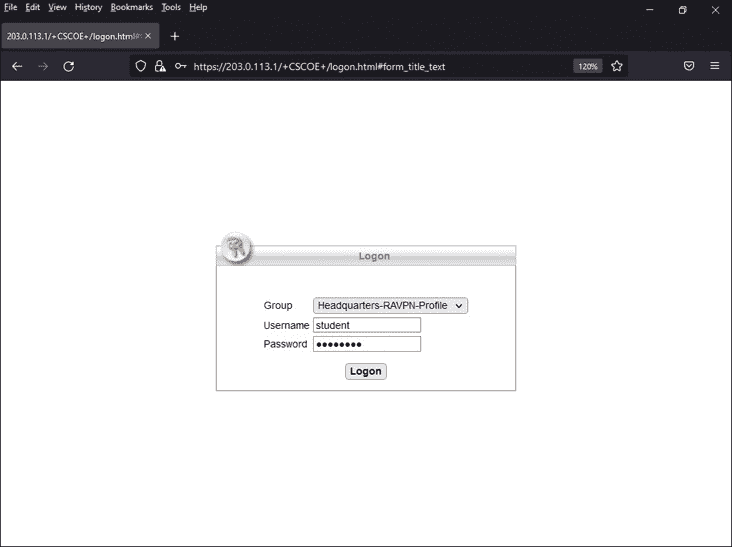 File Edit View History Bookmarks Tools Help
203.0.113.1/+CSCOE+/logon.html#
https://203.0.113.1/+CSCOE+/logon.html#form_title_text 120%
Logon
Group Headquarters-RAVPN-Profile
Username student
Password ••••••••
Logon